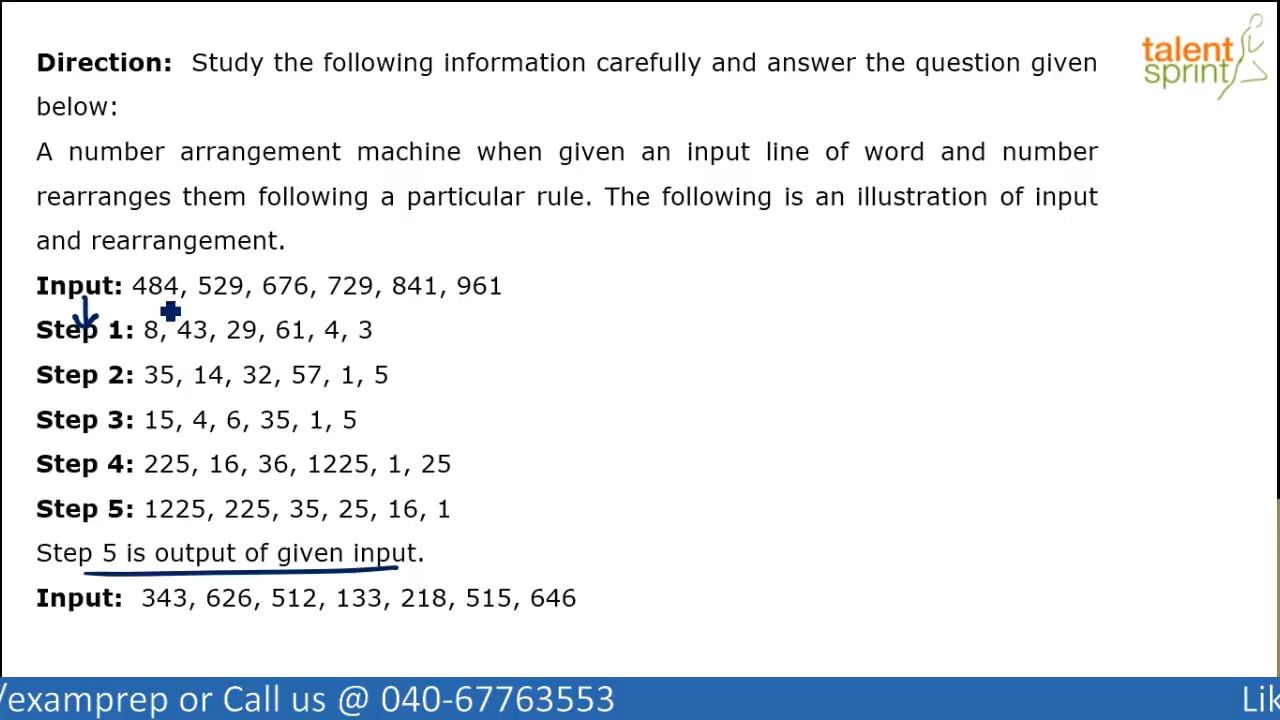 talent
sprint
Direction: Study the following information carefully and answer the question given
below:
A number arrangement machine when given an input line of word and number
rearranges them following a particular rule. The following is an illustration of input
and rearrangement.
Input: 484, 529, 676, 729, 841, 961
Step 1: 8, 43, 29, 61, 4, 3
Step 2: 35, 14, 32, 57, 1, 5
Step 3: 15, 4, 6, 35, 1, 5
Step 4: 225, 16, 36, 1225, 1, 25
Step 5: 1225, 225, 35, 25, 16, 1
Step 5 is output of given input.
Input: 343, 626, 512, 133, 218, 515, 646
/examprep or Call us @ 040-67763553